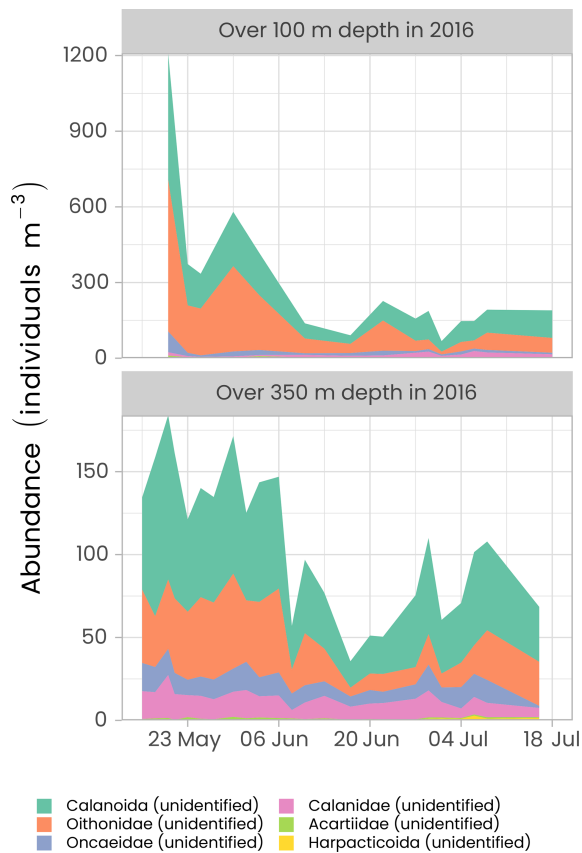 Over 100 m depth in 2016
1200
900
600
300
0
Over 350 m depth in 2016
150
100
50
0
Abundance (individuals m⁻³)
23 May 06 Jun 20 Jun 04 Jul 18 Jul
Calanoida (unidentified) Calanidae (unidentified)
Oithonidae (unidentified) Acartiidae (unidentified)
Oncaeidae (unidentified) Harpacticoida (unidentified)